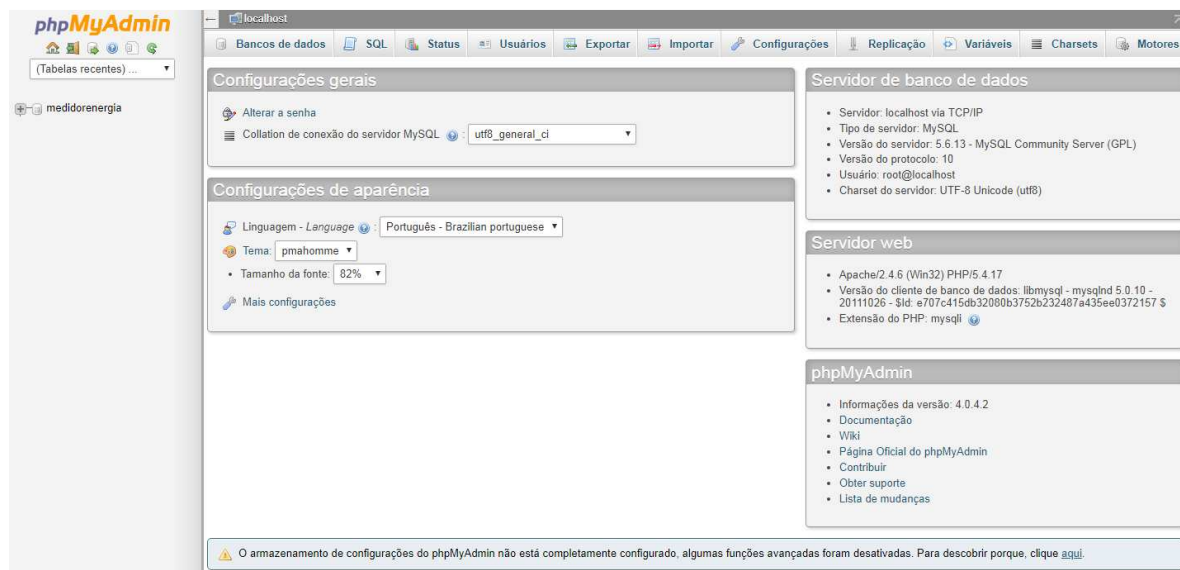 phpMyAdmin
(Tabelas recentes) ...
medidorenergia
localhost
Bancos de dados SQL Status Usuários Exportar Importar Configurações Replicação Variáveis Charsets Motores
Configurações gerais
Alterar a senha
Collation de conexão do servidor MySQL : utf8_general_ci
Configurações de aparência
Linguagem - Language : Português - Brazilian portuguese
Tema: pmahomme
Tamanho da fonte: 82%
Mais configurações
Servidor de banco de dados
Servidor: localhost via TCP/IP
Tipo de servidor: MySQL
Versão do servidor: 5.6.13 - MySQL Community Server (GPL)
Versão do protocolo: 10
Usuário: root@localhost
Charset do servidor: UTF-8 Unicode (utf8)
Servidor web
Apache/2.4.6 (Win32) PHP/5.4.17
Versão do cliente de banco de dados: libmysql - mysqlnd 5.0.10 -
20111026 - $Id: e707c415db32080b3752b232487a435ee0372157 $
Extensão do PHP: mysqli
phpMyAdmin
Informações da versão: 4.0.4.2
Documentação
Wiki
Página Oficial do phpMyAdmin
Contribuir
Obter suporte
Lista de mudanças
O armazenamento de configurações do phpMyAdmin não está completamente configurado, algumas funções avançadas foram desativadas. Para descobrir porque, clique aqui.